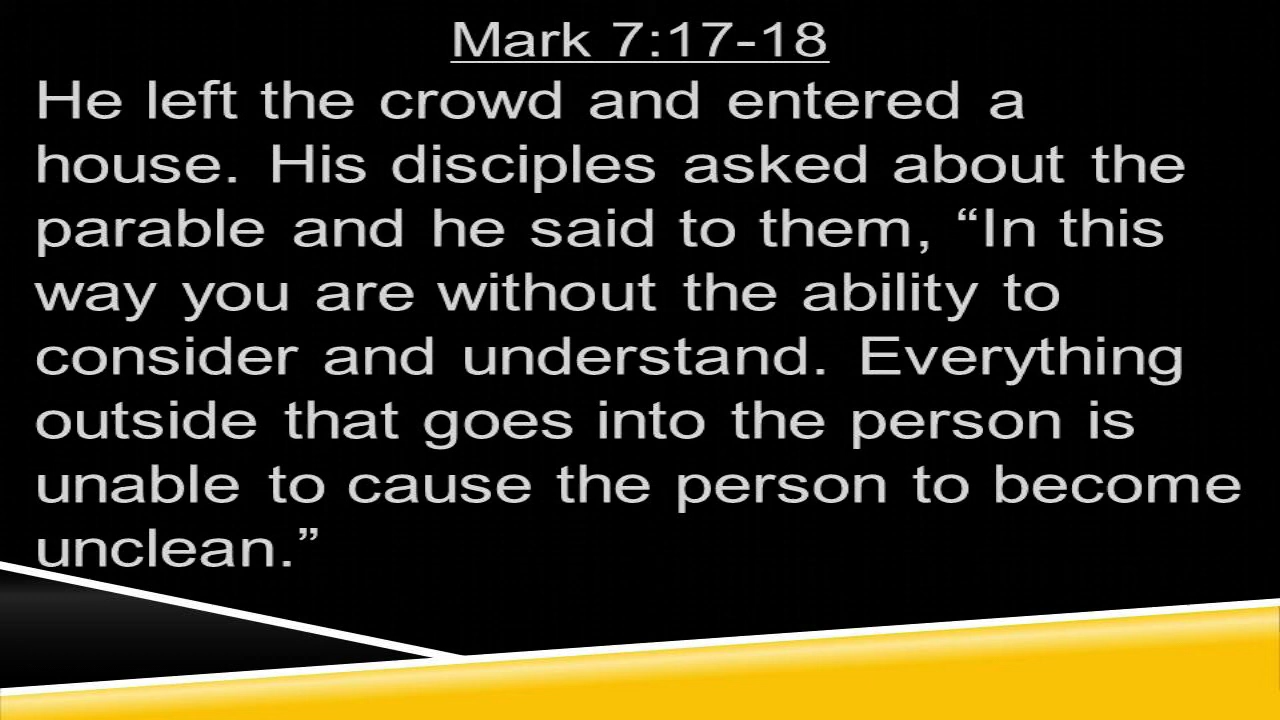 Mark 7:17-18
He left the crowd and entered a
house. His disciples asked about the
parable and he said to them, “In this
way you are without the ability to
consider and understand. Everything
outside that goes into the person is
unable to cause the person to become
unclean.”